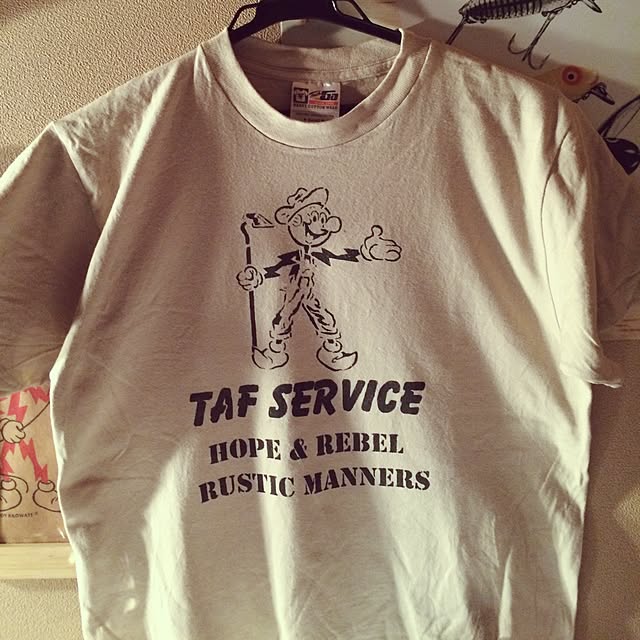 TAF SERVICE
HOPE & REBEL
RUSTIC MANNERS